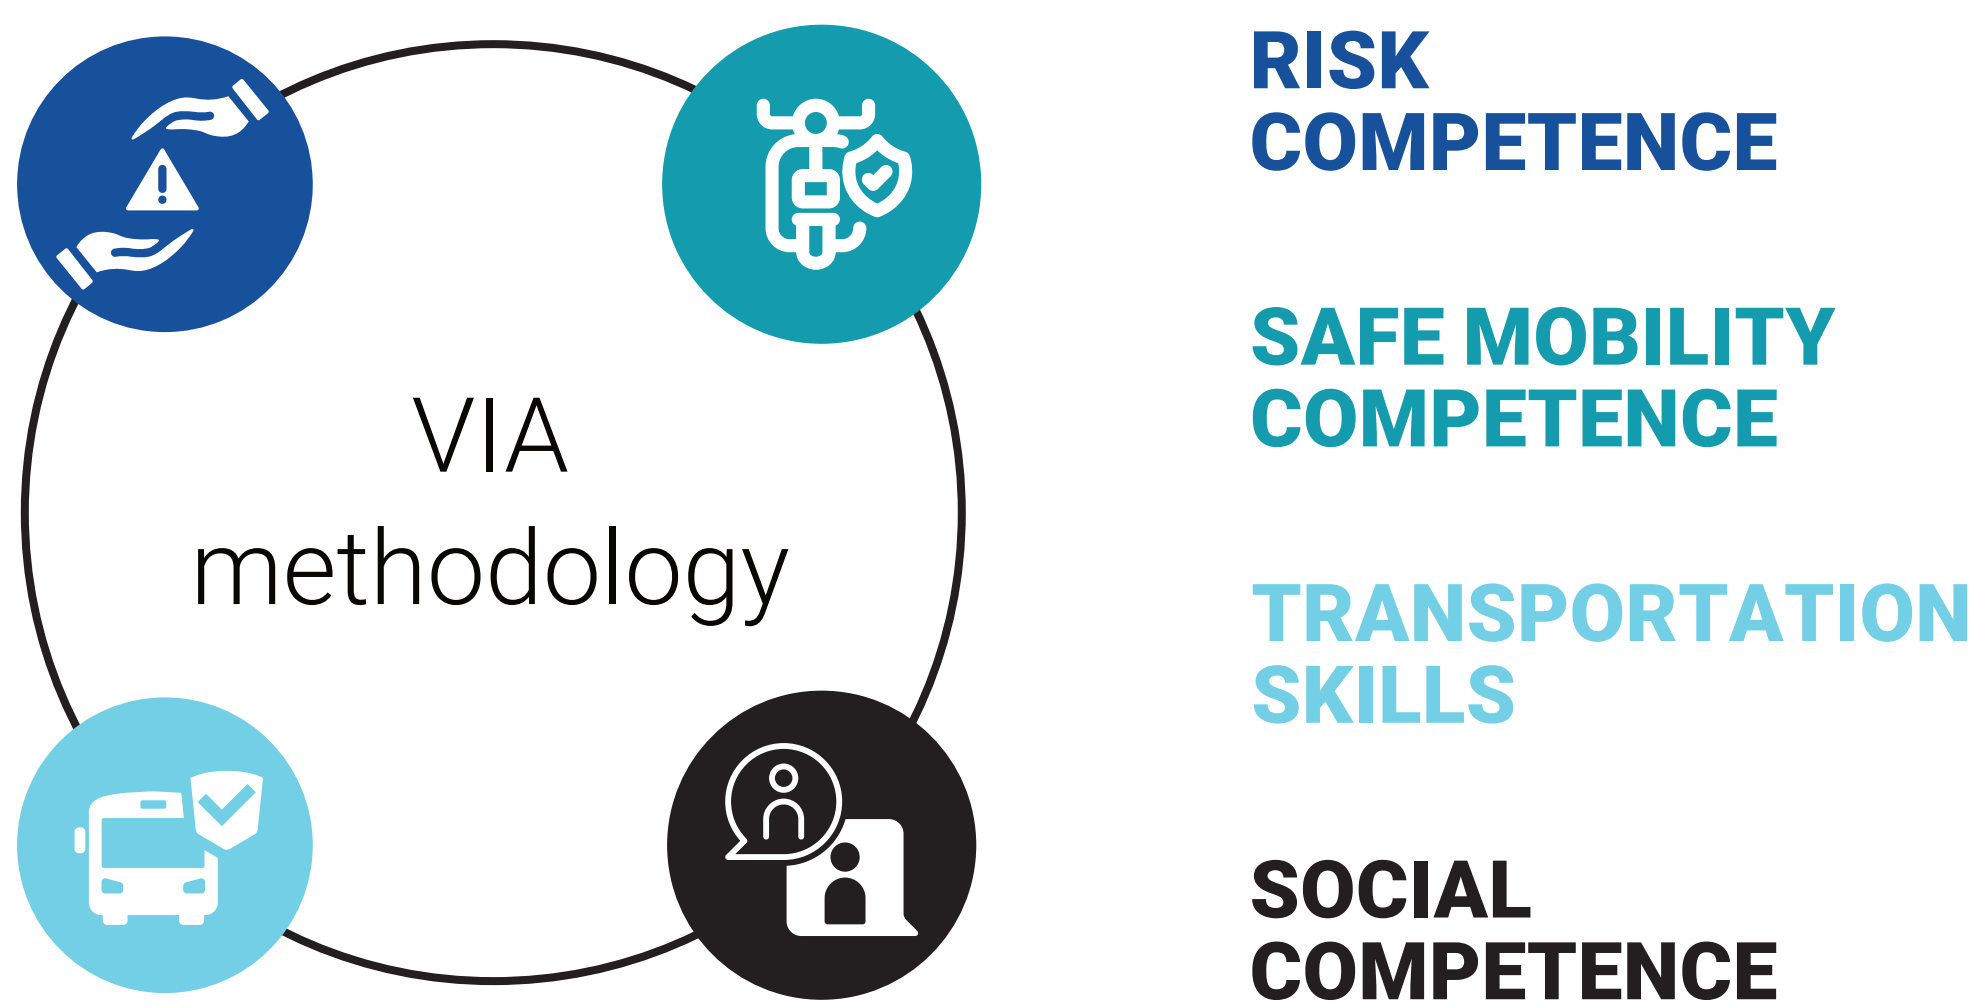 VIA
methodology
RISK
COMPETENCE
SAFE MOBILITY
COMPETENCE
TRANSPORTATION
SKILLS
SOCIAL
COMPETENCE